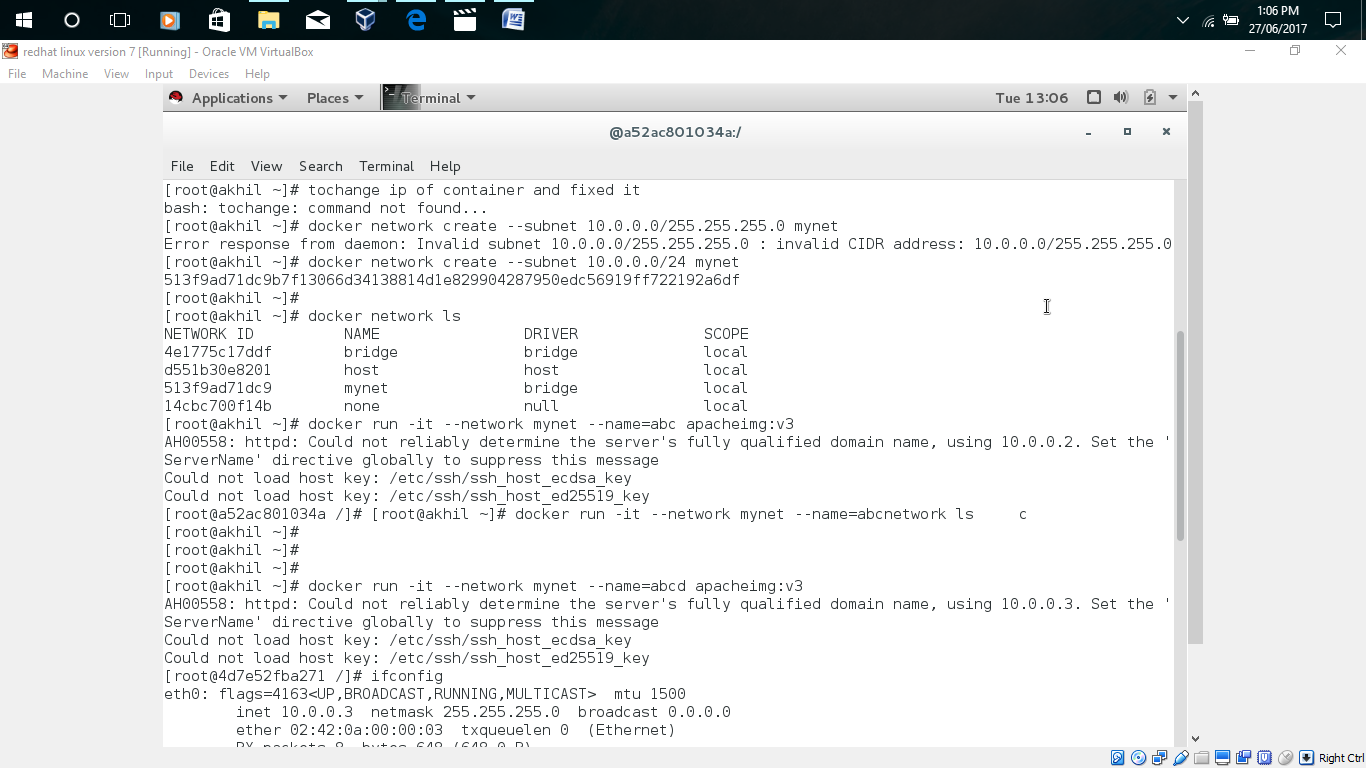 1:06 PM
27/06/2017
redhat linux version 7 [Running] - Oracle VM VirtualBox
File Machine View Input Devices Help
Applications Places Terminal Tue 13:06
@a52ac801034a:/
File Edit View Search Terminal Help
[root@akhil ~]# tochange ip of container and fixed it
bash: tochange: command not found...
[root@akhil ~]# docker network create --subnet 10.0.0.0/255.255.255.0 mynet
Error response from daemon: Invalid subnet 10.0.0.0/255.255.255.0 : invalid CIDR address: 10.0.0.0/255.255.255.0
[root@akhil ~]# docker network create --subnet 10.0.0.0/24 mynet
513f9ad71dc9b7f13066d34138814d1e829904287950edc56919ff722192a6df
[root@akhil ~]#
[root@akhil ~]# docker network ls
NETWORK ID NAME DRIVER SCOPE
4e1775c17ddf bridge bridge local
d551b30e8201 host host local
513f9ad71dc9 mynet bridge local
14cbc700f14b none null local
[root@akhil ~]# docker run -it --network mynet --name=abc apacheimg:v3
AH00558: httpd: Could not reliably determine the server's fully qualified domain name, using 10.0.0.2. Set the '
ServerName' directive globally to suppress this message
Could not load host key: /etc/ssh/ssh_host_ecdsa_key
Could not load host key: /etc/ssh/ssh_host_ed25519_key
[root@a52ac801034a /]# [root@akhil ~]# docker run -it --network mynet --name=abcnetwork ls c
[root@akhil ~]#
[root@akhil ~]#
[root@akhil ~]#
[root@akhil ~]# docker run -it --network mynet --name=abcd apacheimg:v3
AH00558: httpd: Could not reliably determine the server's fully qualified domain name, using 10.0.0.3. Set the '
ServerName' directive globally to suppress this message
Could not load host key: /etc/ssh/ssh_host_ecdsa_key
Could not load host key: /etc/ssh/ssh_host_ed25519_key
[root@4d7e52fba271 /]# ifconfig
eth0: flags=4163<UP,BROADCAST,RUNNING,MULTICAST> mtu 1500
inet 10.0.0.3 netmask 255.255.255.0 broadcast 0.0.0.0
ether 02:42:0a:00:00:03 txqueuelen 0 (Ethernet)
RX packets 8 bytes 648 (648.0 B)
Right Ctrl